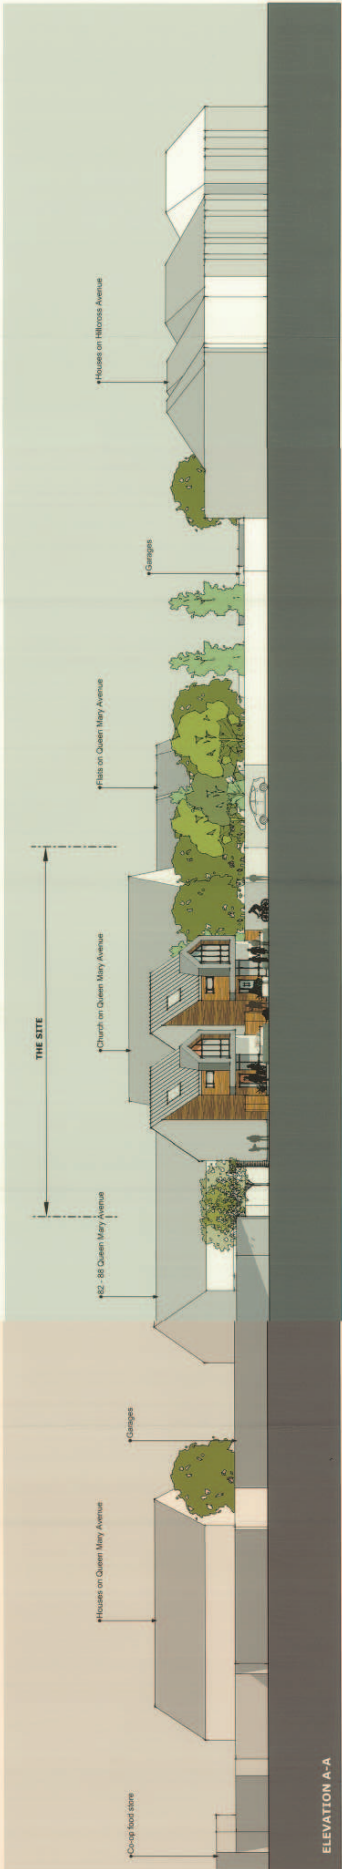 Co-op food store
Houses on Queen Mary Avenue
Garages
82 - 88 Queen Mary Avenue
THE SITE
Church on Queen Mary Avenue
Flats on Queen Mary Avenue
Garages
Houses on Hillcross Avenue
ELEVATION A-A